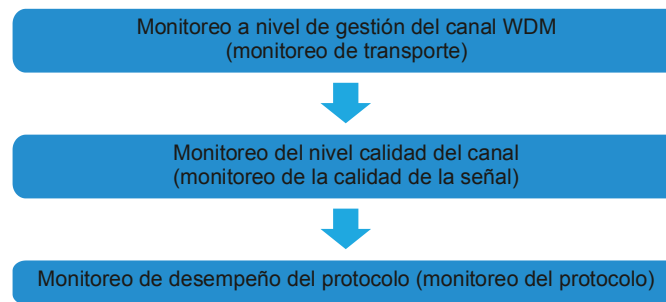 Monitoreo a nivel de gestión del canal WDM
(monitoreo de transporte)
Monitoreo del nivel calidad del canal
(monitoreo de la calidad de la señal)
Monitoreo de desempeño del protocolo (monitoreo del protocolo)